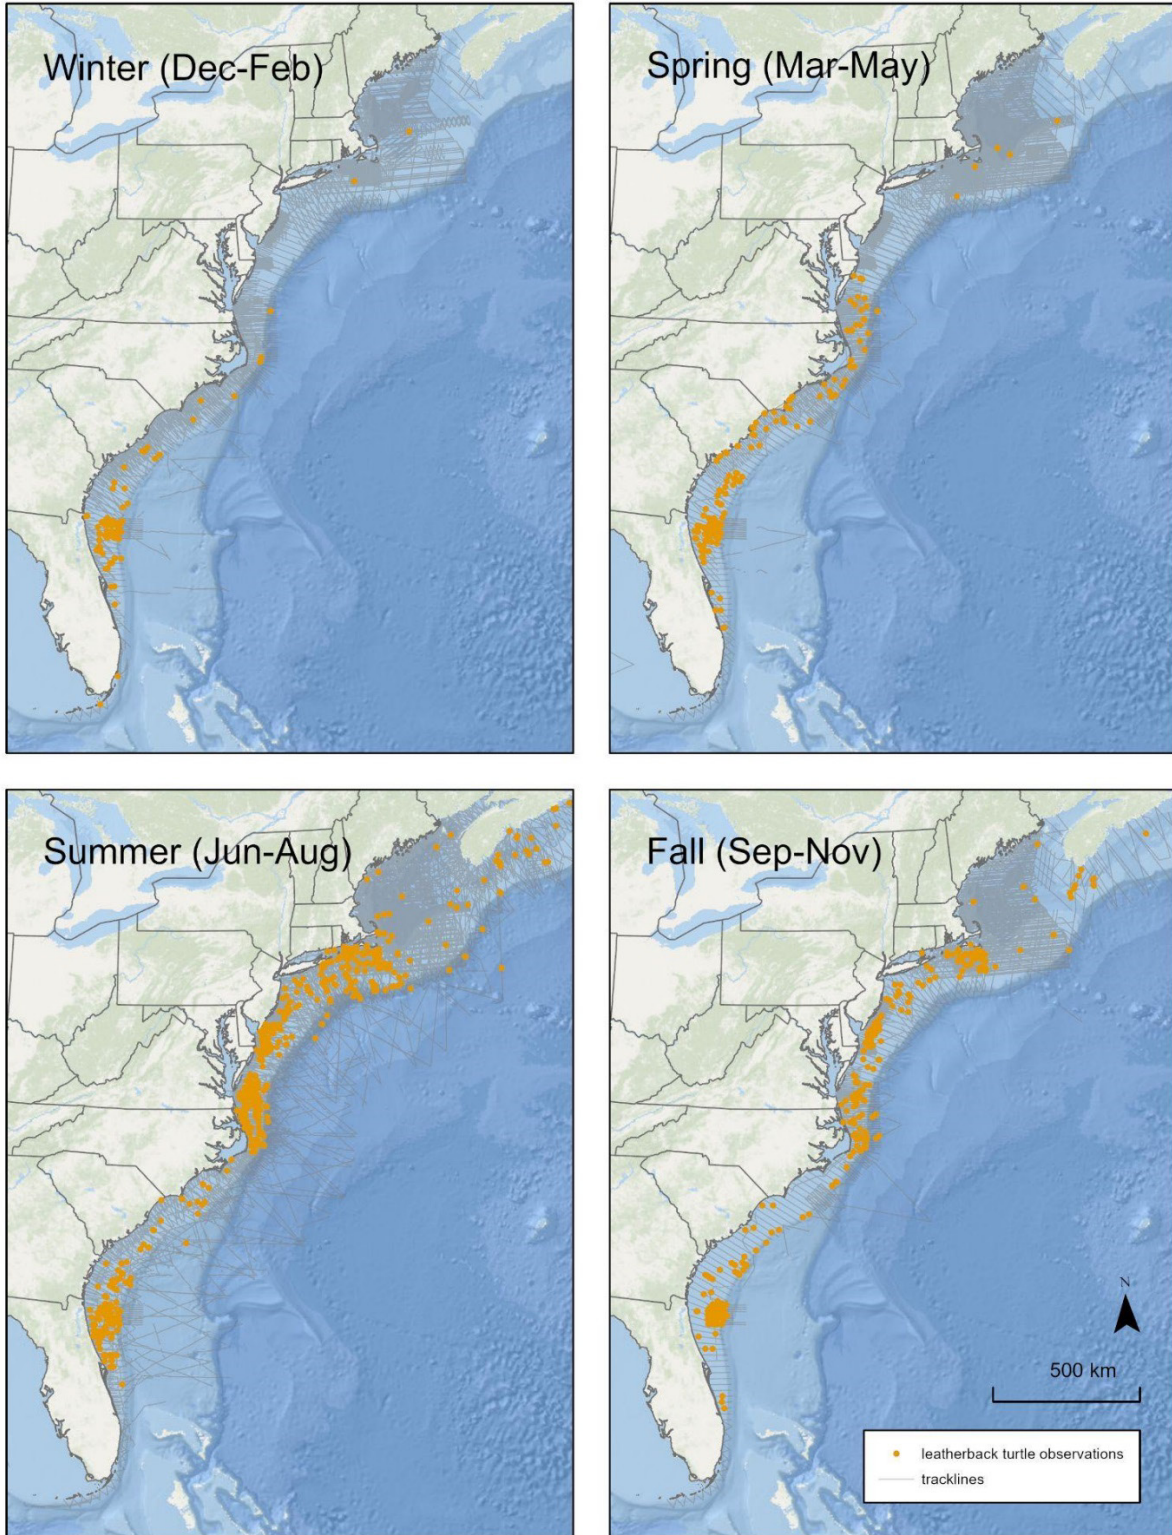 Winter (Dec-Feb)
Spring (Mar-May)
Summer (Jun-Aug)
Fall (Sep-Nov)
N
500 km
leatherback turtle observations
tracklines